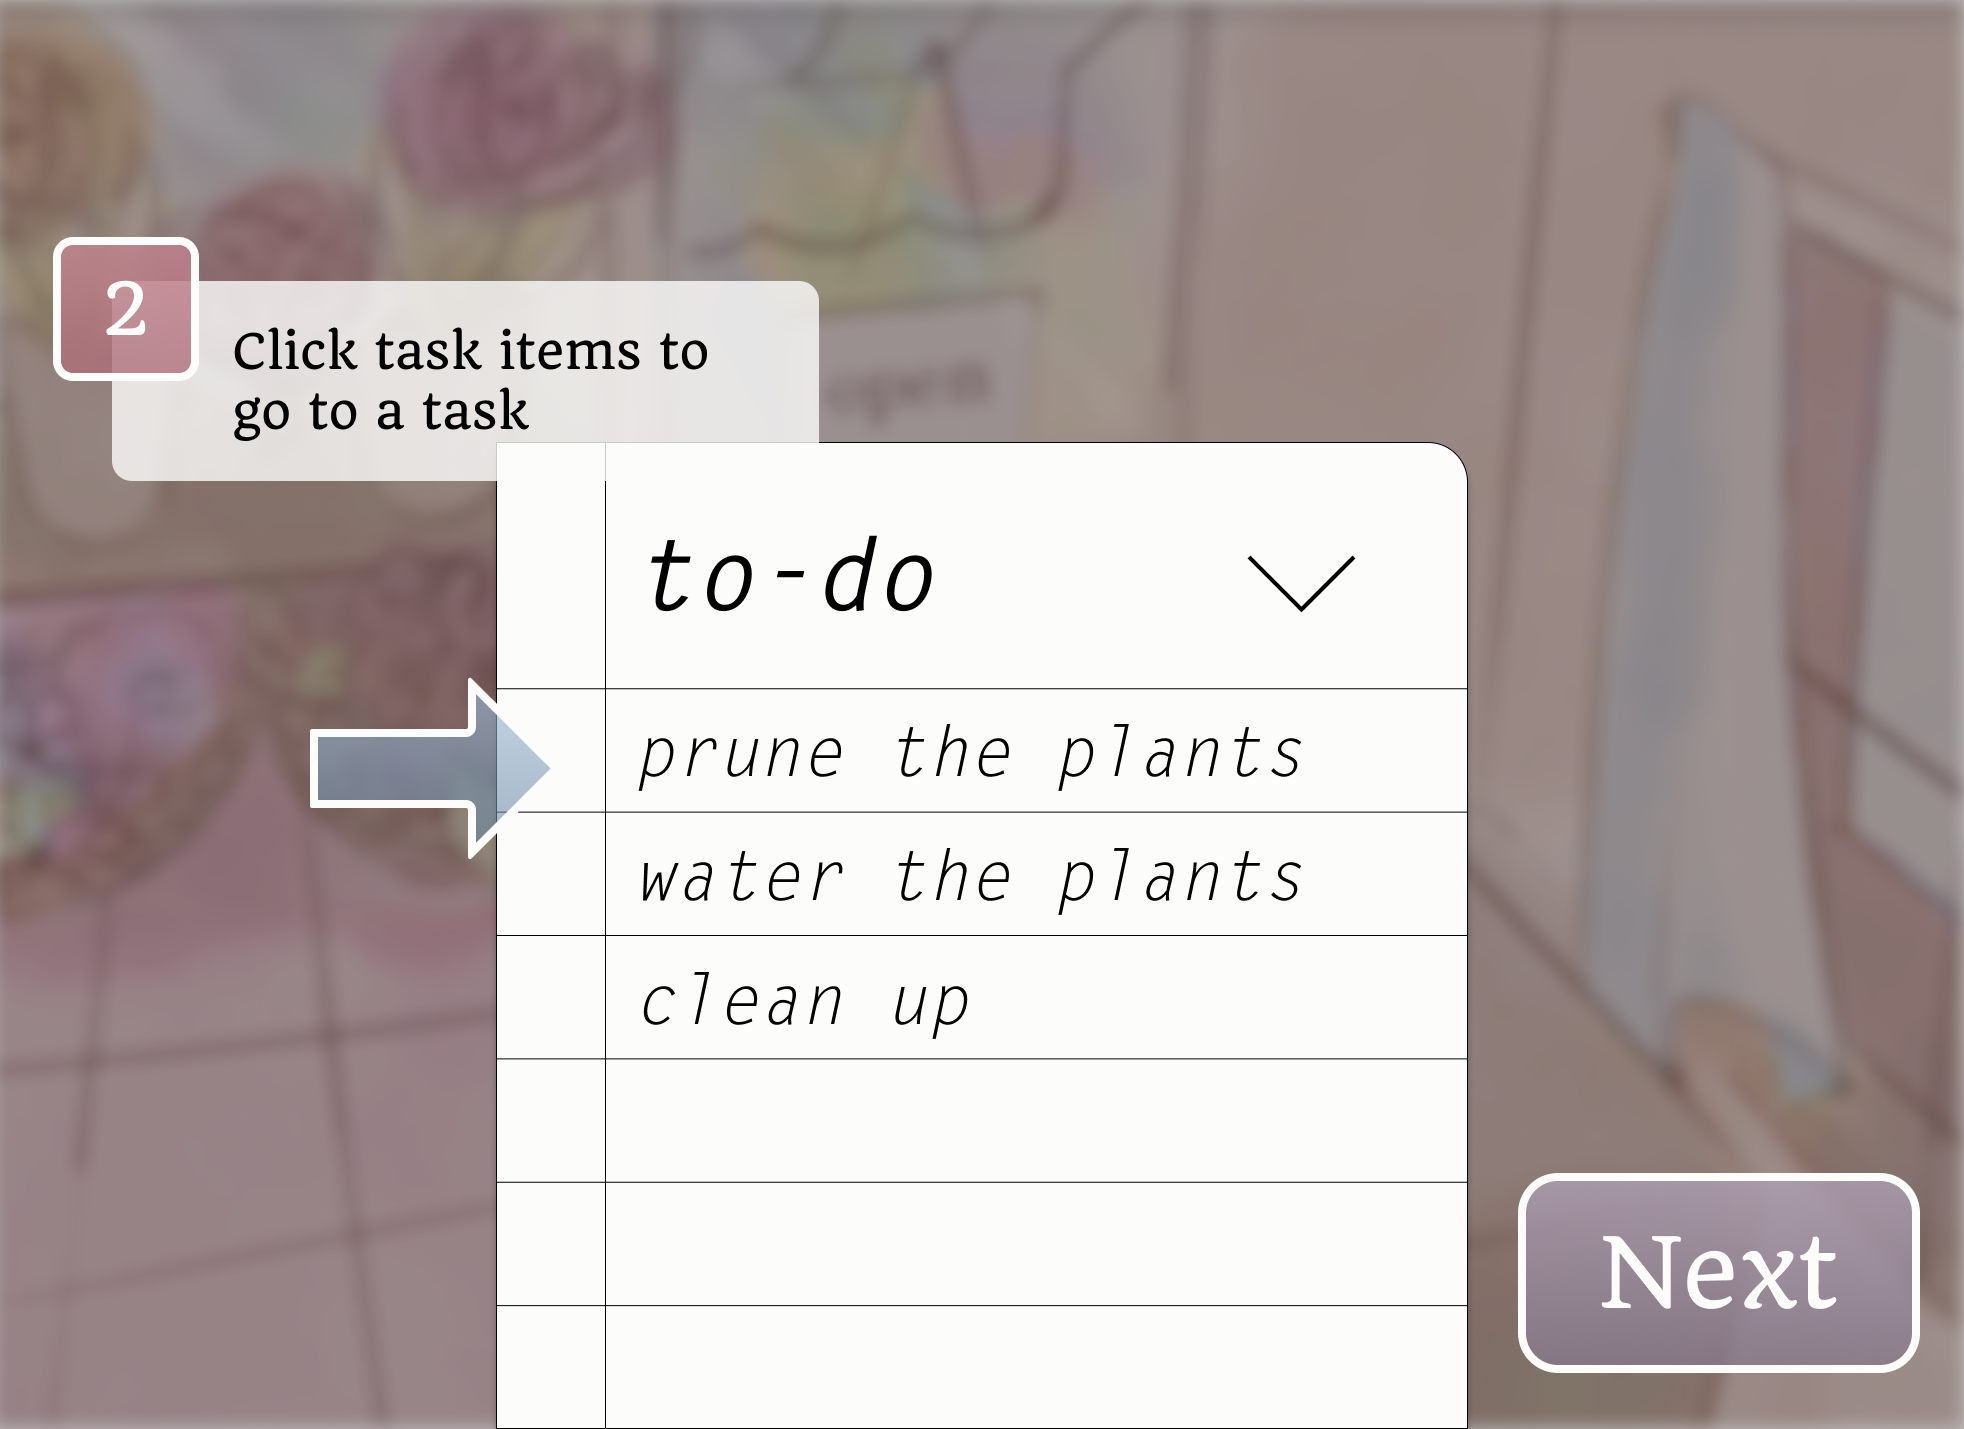 2
Click task items to
go to a task
open
to-do
prune the plants
water the plants
clean up
Next